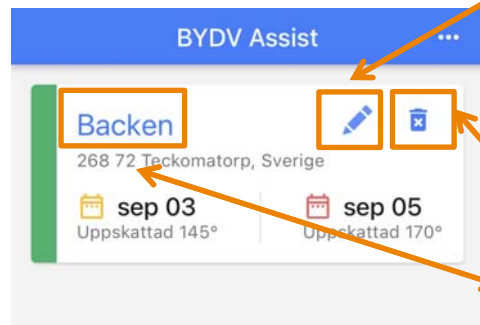 BYDV Assist
Backen
268 72 Teckomatorp, Sverige
sep 03 sep 05
Uppskattad 145° Uppskattad 170°